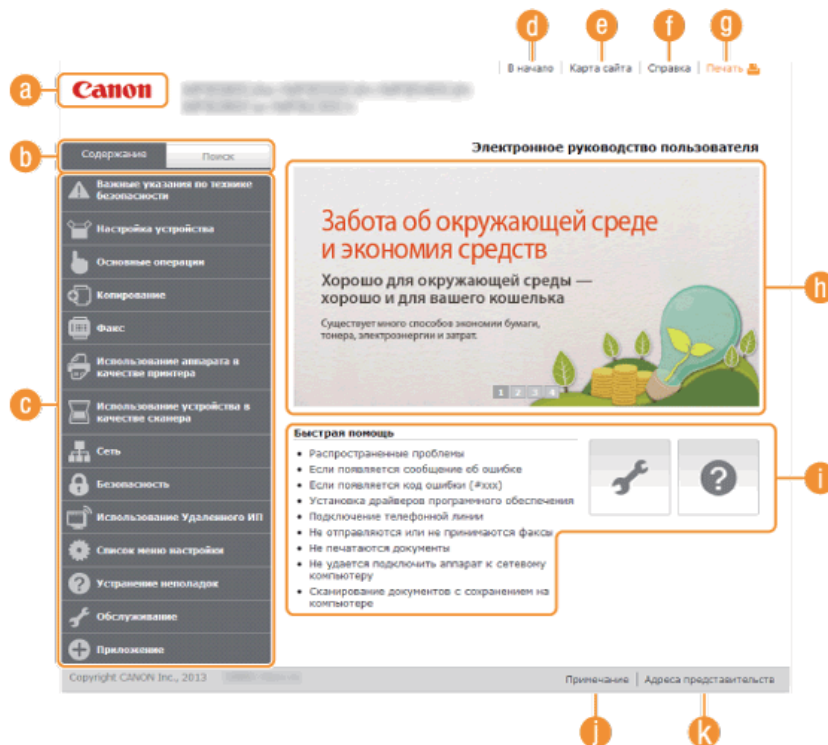 d e f g
В начало | Карта сайта | Справка | Печать
a
Canon
b
Содержание Поиск
Электронное руководство пользователя
c
Важные указания по технике
безопасности
Настройка устройства
Основные операции
Копирование
Факс
Использование аппарата в
качестве принтера
Использование устройства в
качестве сканера
Сеть
Безопасность
Использование Удаленного ИП
Список меню настройки
Устранение неполадок
Обслуживание
Приложение
Забота об окружающей среде
и экономия средств
Хорошо для окружающей среды —
хорошо и для вашего кошелька
Существует много способов экономии бумаги,
тонера, электроэнергии и затрат.
1 2 3 4
h
Быстрая помощь
• Распространенные проблемы
• Если появляется сообщение об ошибке
• Если появляется код ошибки (#xxx)
• Установка драйверов программного обеспечения
• Подключение телефонной линии
• Не отправляются или не принимаются факсы
• Не печатаются документы
• Не удается подключить аппарат к сетевому
компьютеру
• Сканирование документов с сохранением на
компьютере
i
Copyright CANON Inc., 2013
Примечание | Адреса представительств
j k